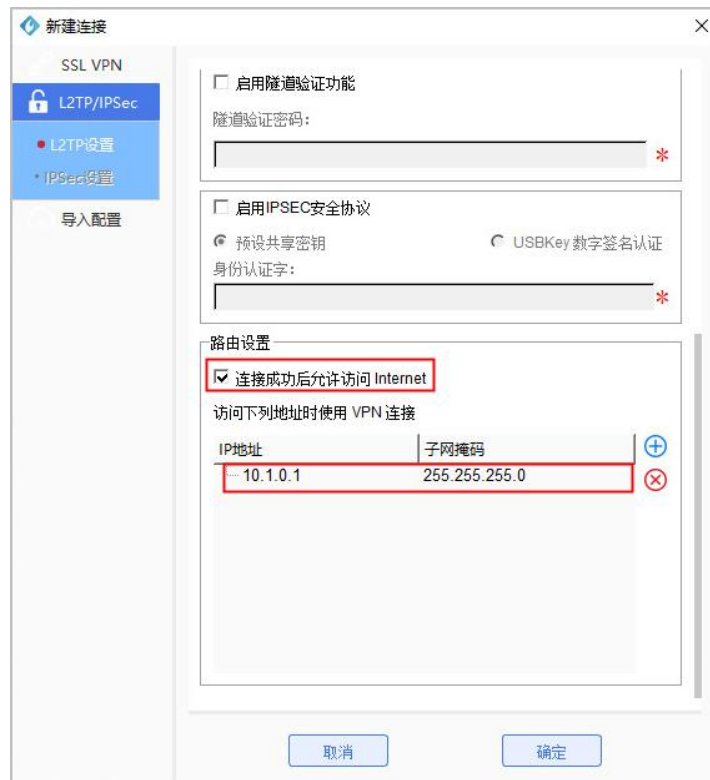 新建连接
SSL VPN
L2TP/IPSec
L2TP设置
IPSec设置
导入配置
启用隧道验证功能
隧道验证密码：
*
启用IPSEC安全协议
预设共享密钥 USBKey 数字签名认证
身份认证字：
*
路由设置
连接成功后允许访问 Internet
访问下列地址时使用 VPN 连接
IP地址 子网掩码
10.1.0.1 255.255.255.0
取消 确定